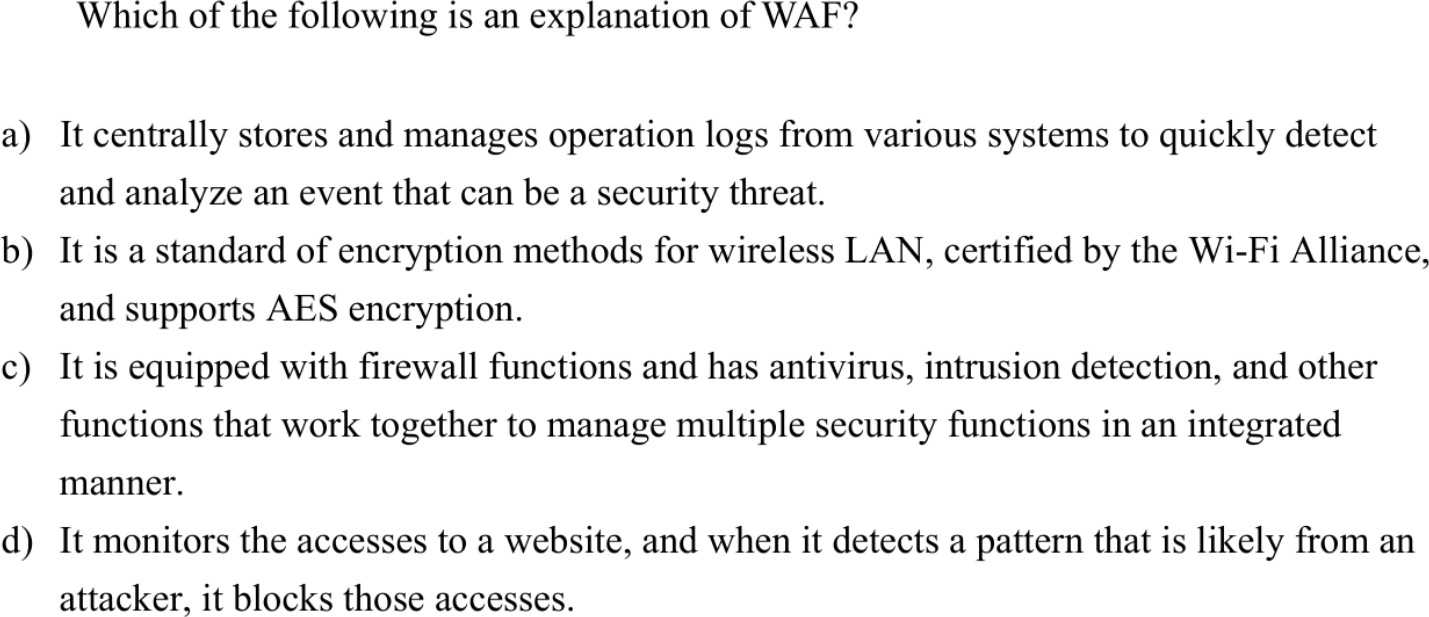 Which of the following is an explanation of WAF?
a) It centrally stores and manages operation logs from various systems to quickly detect
and analyze an event that can be a security threat.
b) It is a standard of encryption methods for wireless LAN, certified by the Wi-Fi Alliance,
and supports AES encryption.
c) It is equipped with firewall functions and has antivirus, intrusion detection, and other
functions that work together to manage multiple security functions in an integrated
manner.
d) It monitors the accesses to a website, and when it detects a pattern that is likely from an
attacker, it blocks those accesses.